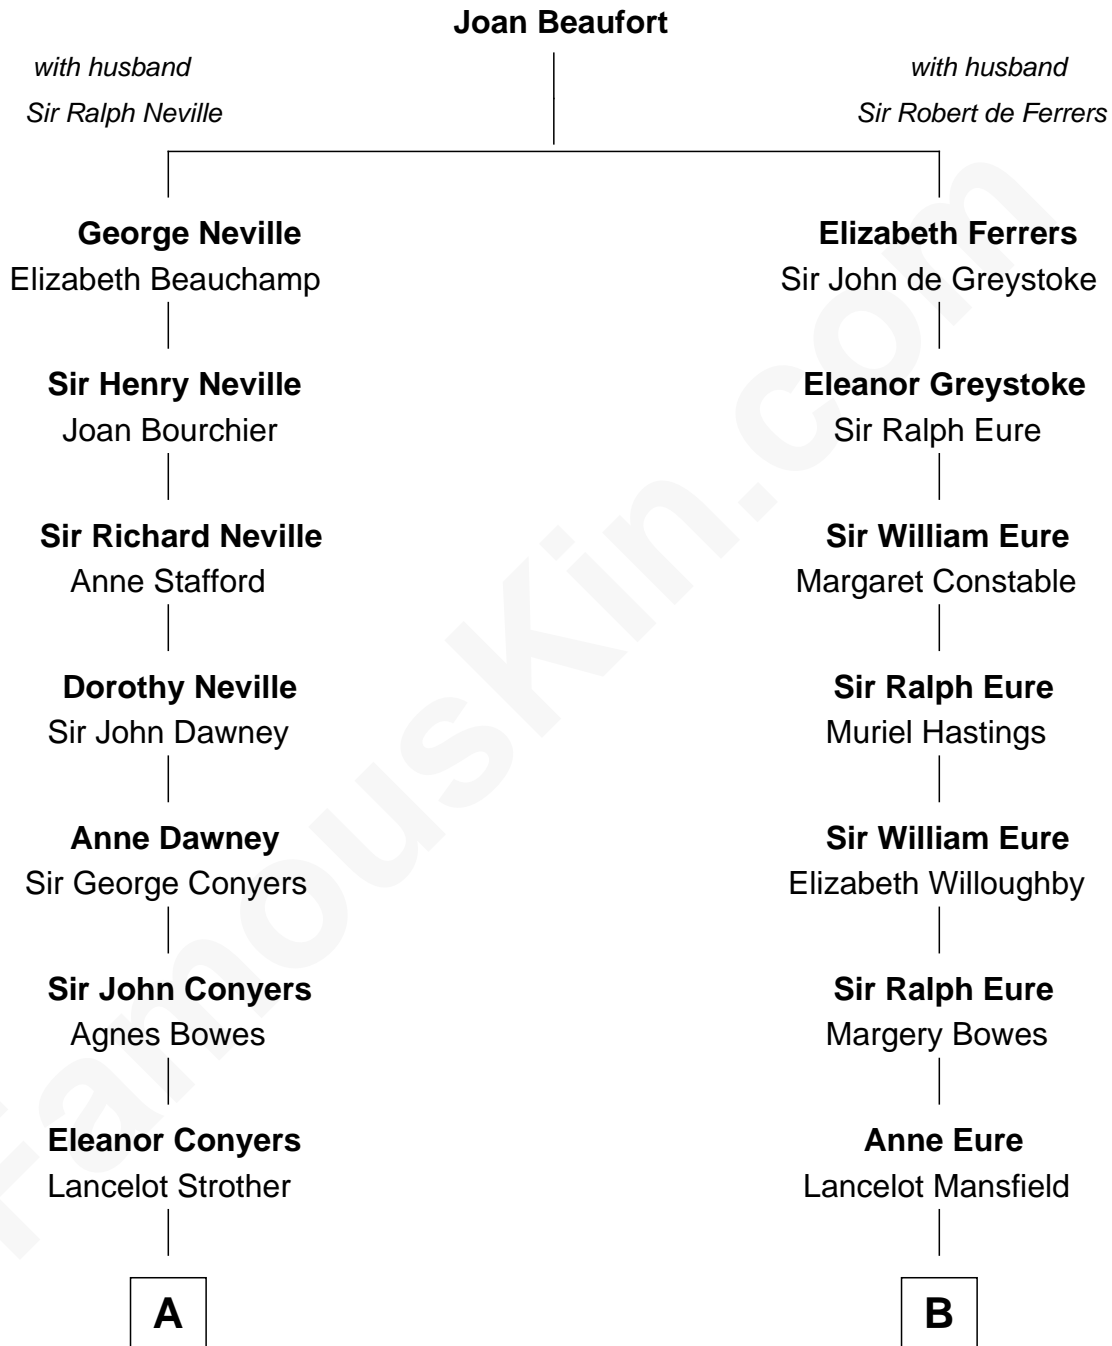 Joan Beaufort
with husband
Sir Ralph Neville
with husband
Sir Robert de Ferrers
George Neville
Elizabeth Beauchamp
Elizabeth Ferrers
Sir John de Greystoke
Sir Henry Neville
Joan Bourchier
Eleanor Greystoke
Sir Ralph Eure
Sir Richard Neville
Anne Stafford
Sir William Eure
Margaret Constable
Dorothy Neville
Sir John Dawney
Sir Ralph Eure
Muriel Hastings
Anne Dawney
Sir George Conyers
Sir William Eure
Elizabeth Willoughby
Sir John Conyers
Agnes Bowes
Sir Ralph Eure
Margery Bowes
Eleanor Conyers
Lancelot Strother
Anne Eure
Lancelot Mansfield
A
B
FamousKin.com